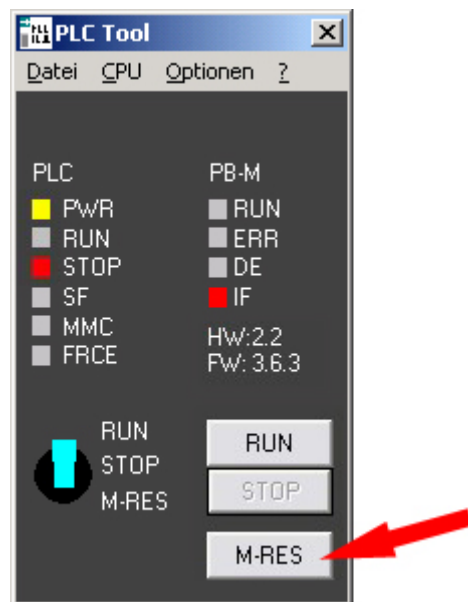 PLC Tool
Datei CPU Optionen ?
PLC
PWR
RUN
STOP
SF
MMC
FRCE
PB-M
RUN
ERR
DE
IF
HW:2.2
FW: 3.6.3
RUN
STOP
M-RES
RUN
STOP
M-RES